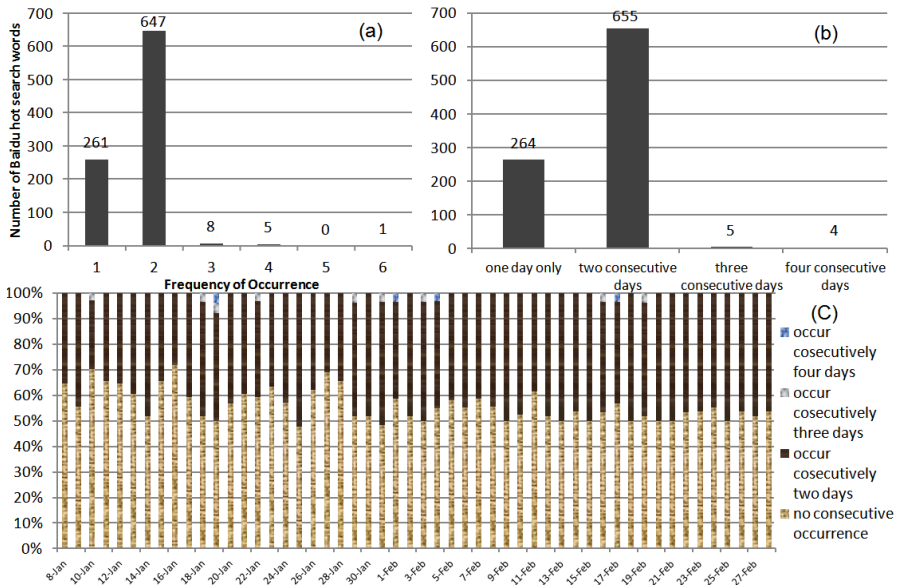 700
600
500
400
300
200
100
0
Number of Baidu hot search words
(a)
261
647
8
5
0
1
1
2
3
4
5
6
Frequency of Occurrence
700
600
500
400
300
200
100
0
(b)
264
655
5
4
one day only
two consecutive
days
three
consecutive days
four consecutive
days
100%
90%
80%
70%
60%
50%
40%
30%
20%
10%
0%
8-Jan
10-Jan
12-Jan
14-Jan
16-Jan
18-Jan
20-Jan
22-Jan
24-Jan
26-Jan
28-Jan
30-Jan
1-Feb
3-Feb
5-Feb
7-Feb
9-Feb
11-Feb
13-Feb
15-Feb
17-Feb
19-Feb
21-Feb
23-Feb
25-Feb
27-Feb
(C)
occur
cosecutively
four days
occur
cosecutively
three days
occur
cosecutively
two days
no consecutive
occurrence